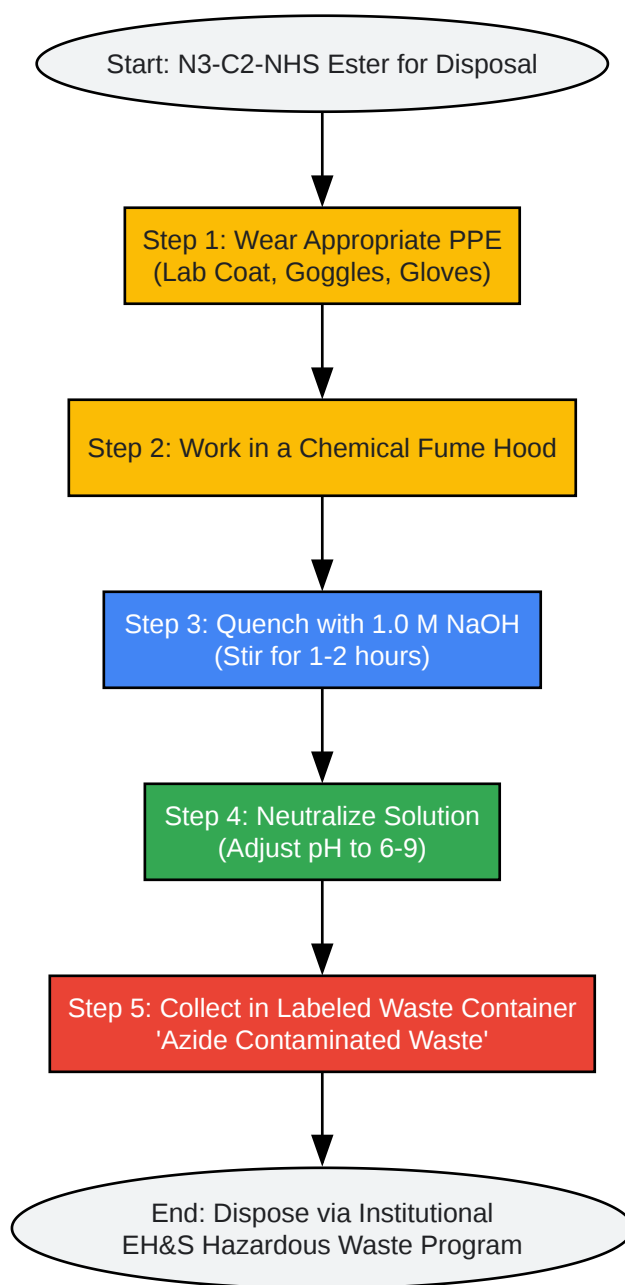 Start: N3-C2-NHS Ester for Disposal
Step 1: Wear Appropriate PPE
(Lab Coat, Goggles, Gloves)
Step 2: Work in a Chemical Fume Hood
Step 3: Quench with 1.0 M NaOH
(Stir for 1-2 hours)
Step 4: Neutralize Solution
(Adjust pH to 6-9)
Step 5: Collect in Labeled Waste Container
'Azide Contaminated Waste'
End: Dispose via Institutional
EH&S Hazardous Waste Program